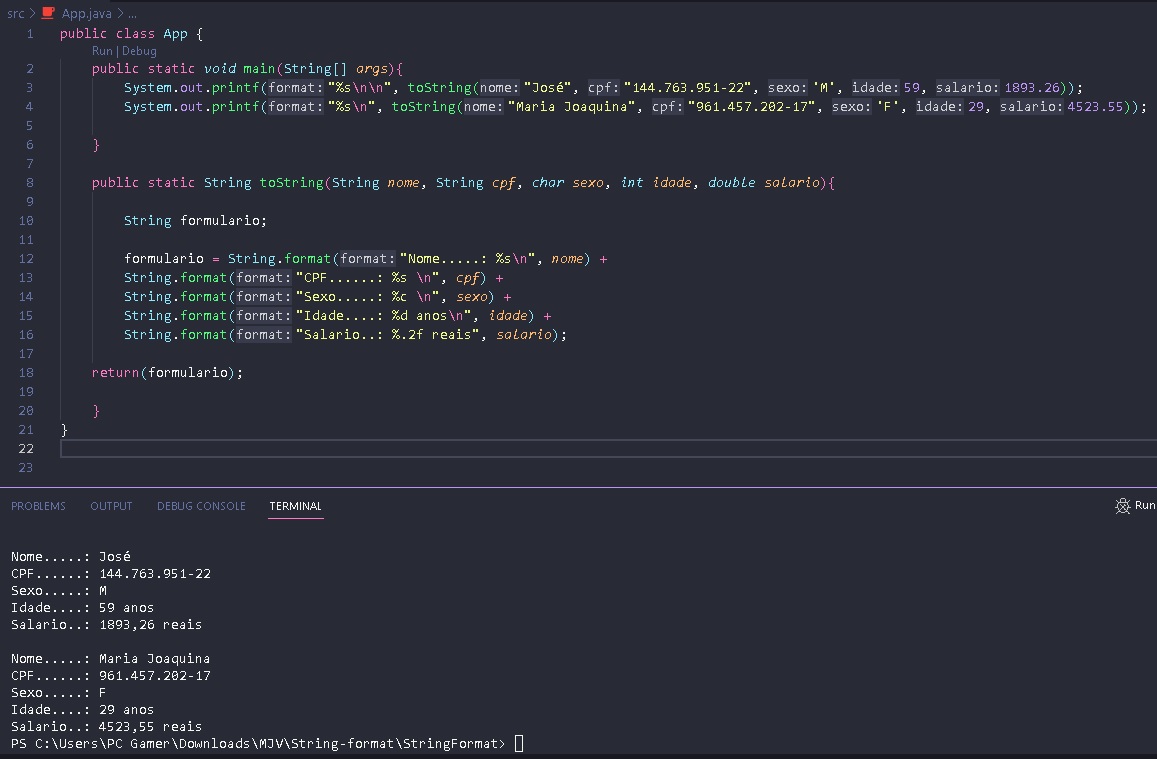 src > App.java > ...
1 public class App {
Run | Debug
2 public static void main(String[] args){
3 System.out.printf(format:"%s\n\n", toString(nome:"José", cpf:"144.763.951-22", sexo:'M', idade:59, salario:1893.26));
4 System.out.printf(format:"%s\n", toString(nome:"Maria Joaquina", cpf:"961.457.202-17", sexo:'F', idade:29, salario:4523.55));
5
6 }
7
8 public static String toString(String nome, String cpf, char sexo, int idade, double salario){
9
10 String formulario;
11
12 formulario = String.format(format:"Nome.....: %s\n", nome) +
13 String.format(format:"CPF......: %s \n", cpf) +
14 String.format(format:"Sexo.....: %c \n", sexo) +
15 String.format(format:"Idade....: %d anos\n", idade) +
16 String.format(format:"Salario..: %.2f reais", salario);
17
18 return(formulario);
19
20 }
21 }
22
23
PROBLEMS OUTPUT DEBUG CONSOLE TERMINAL Run
Nome.....: José
CPF......: 144.763.951-22
Sexo.....: M
Idade....: 59 anos
Salario..: 1893,26 reais
Nome.....: Maria Joaquina
CPF......: 961.457.202-17
Sexo.....: F
Idade....: 29 anos
Salario..: 4523,55 reais
PS C:\Users\PC Gamer\Downloads\MJV\String-format\StringFormat>